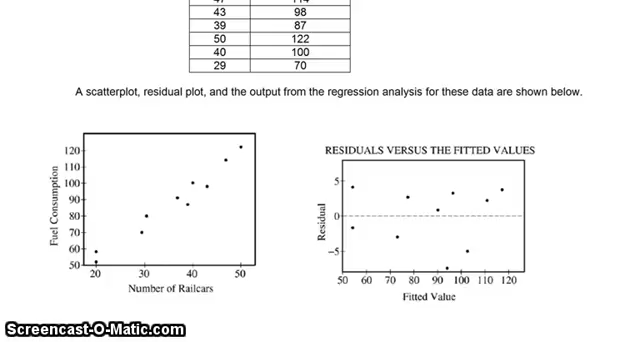 47 114
43 98
39 87
50 122
40 100
29 70
A scatterplot, residual plot, and the output from the regression analysis for these data are shown below.
120
110
100
90
80
70
60
50
Fuel Consumption
20 30 40 50
Number of Railcars
RESIDUALS VERSUS THE FITTED VALUES
5
0
-5
Residual
50 60 70 80 90 100 110 120
Fitted Value
Screencast-O-Matic.com